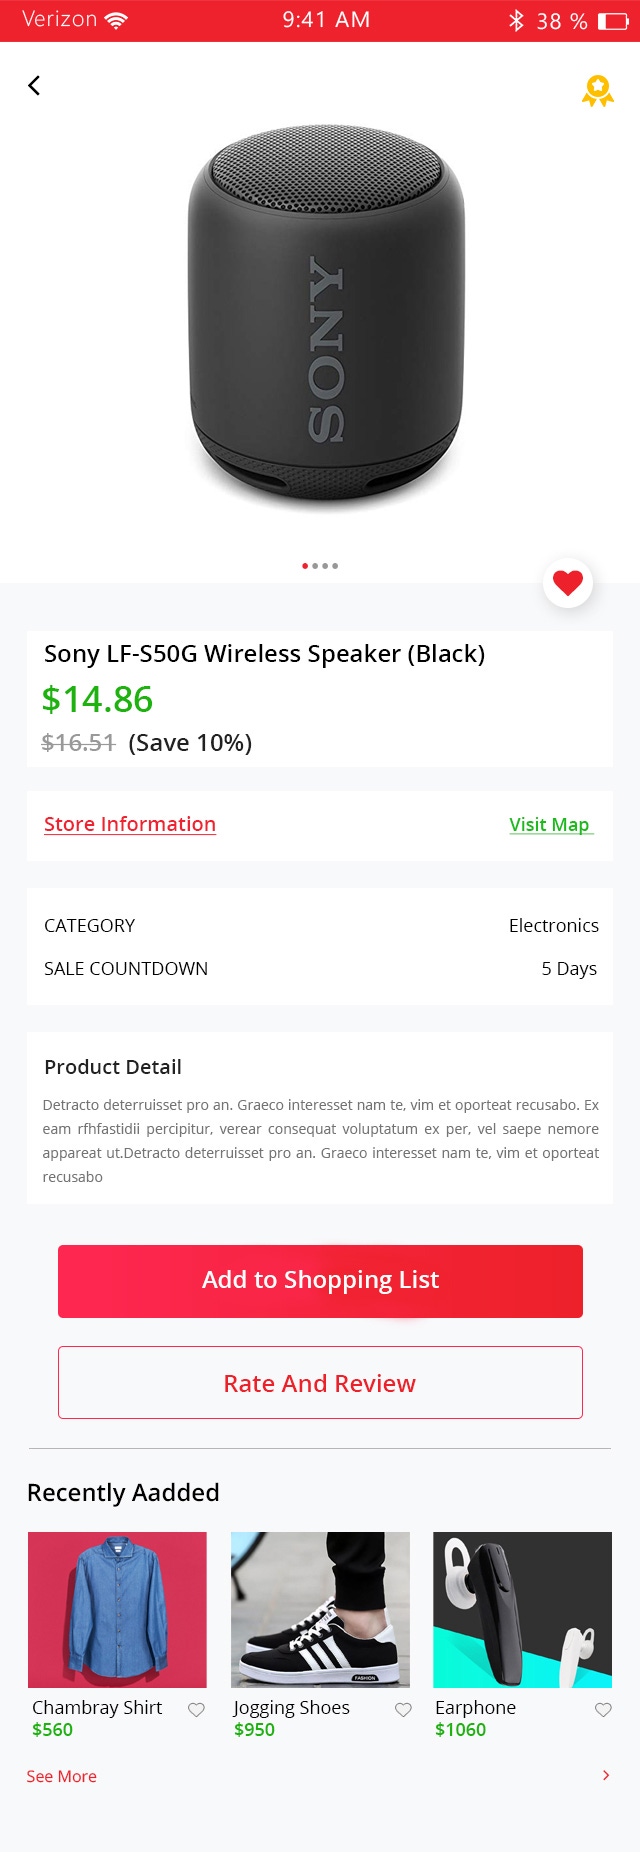 Verizon 9:41 AM 38 %
SONY
Sony LF-S50G Wireless Speaker (Black)
$14.86
$16.51 (Save 10%)
Store Information Visit Map
CATEGORY Electronics
SALE COUNTDOWN 5 Days
Product Detail
Detracto deterruisset pro an. Graeco interesset nam te, vim et oporteat recusabo. Ex
eam rfhfastidii percipitur, verear consequat voluptatum ex per, vel saepe nemore
appareat ut.Detracto deterruisset pro an. Graeco interesset nam te, vim et oporteat
recusabo
Add to Shopping List
Rate And Review
Recently Aadded
FASHION
Chambray Shirt Jogging Shoes Earphone
$560 $950 $1060
See More